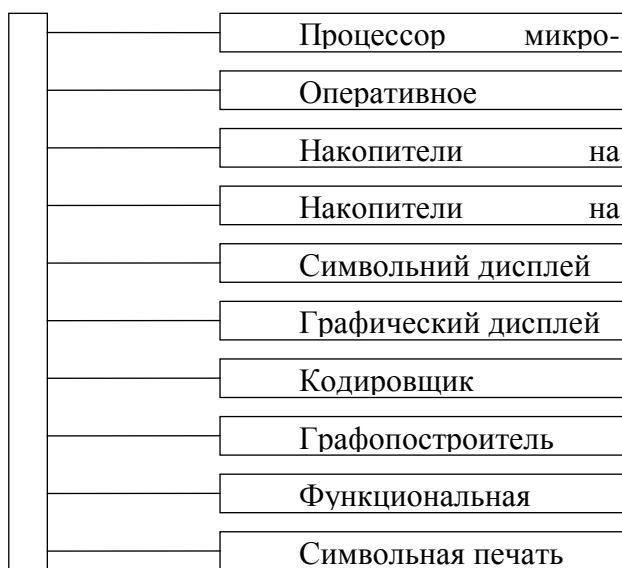 Процессор микро-
Оперативное
Накопители на
Накопители на
Символьний дисплей
Графический дисплей
Кодировщик
Графопостроитель
Функциональная
Символьная печать